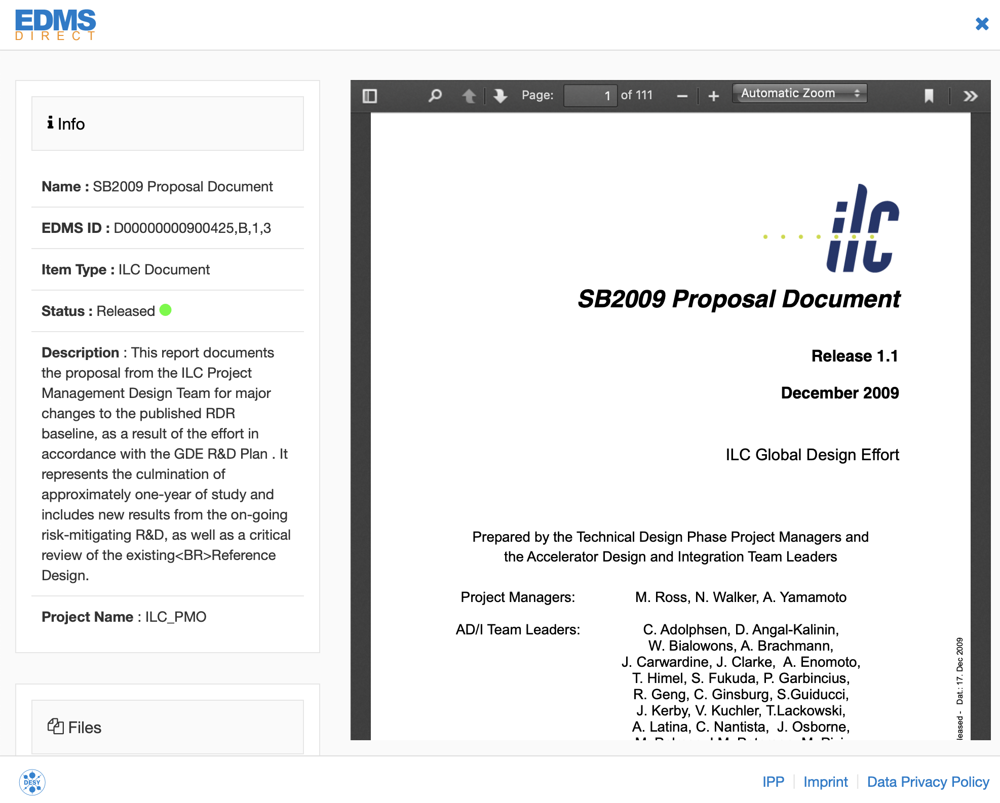 EDMS
DIRECT
Info
Name : SB2009 Proposal Document
EDMS ID : D00000000900425,B,1,3
Item Type : ILC Document
Status : Released
Description : This report documents
the proposal from the ILC Project
Management Design Team for major
changes to the published RDR
baseline, as a result of the effort in
accordance with the GDE R&D Plan . It
represents the culmination of
approximately one-year of study and
includes new results from the on-going
risk-mitigating R&D, as well as a critical
review of the existing<BR>Reference
Design.
Project Name : ILC_PMO
Files
Page: 1 of 111
Automatic Zoom
ilc
SB2009 Proposal Document
Release 1.1
December 2009
ILC Global Design Effort
Prepared by the Technical Design Phase Project Managers and
the Accelerator Design and Integration Team Leaders
Project Managers: M. Ross, N. Walker, A. Yamamoto
AD/I Team Leaders: C. Adolphsen, D. Angal-Kalinin,
W. Bialowons, A. Brachmann,
J. Carwardine, J. Clarke, A. Enomoto,
T. Himel, S. Fukuda, P. Garbincius,
R. Geng, C. Ginsburg, S.Guiducci,
J. Kerby, V. Kuchler, T.Lackowski,
A. Latina, C. Nantista, J. Osborne,
leased - Dat.: 17. Dec 2009
DESY
IPP
Imprint
Data Privacy Policy